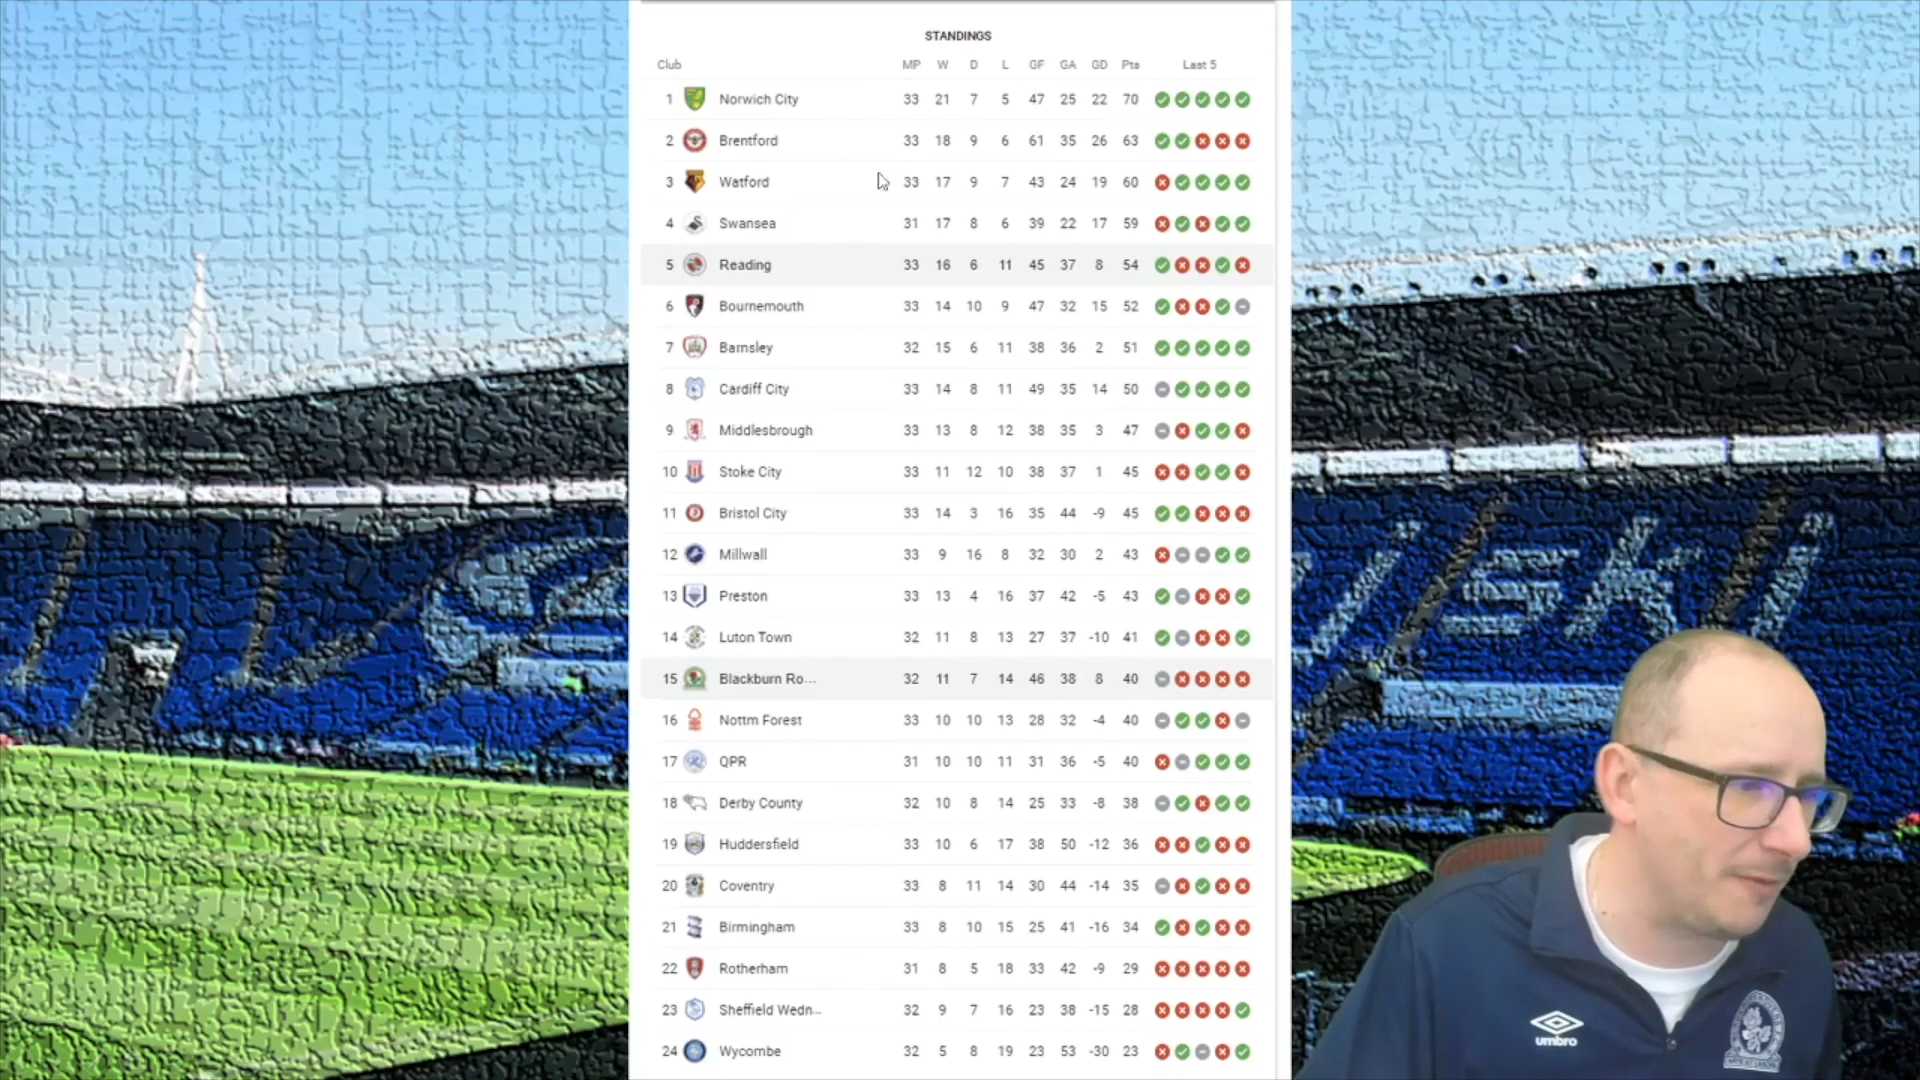 STANDINGS
Club MP W D L GF GA GD Pts Last 5
1 Norwich City 33 21 7 5 47 25 22 70
2 Brentford 33 18 9 6 61 35 26 63
3 Watford 33 17 9 7 43 24 19 60
4 Swansea 31 17 8 6 39 22 17 59
5 Reading 33 16 6 11 45 37 8 54
6 Bournemouth 33 14 10 9 47 32 15 52
7 Barnsley 32 15 6 11 38 36 2 51
8 Cardiff City 33 14 8 11 49 35 14 50
9 Middlesbrough 33 13 8 12 38 35 3 47
10 Stoke City 33 11 12 10 38 37 1 45
11 Bristol City 33 14 3 16 35 44 -9 45
12 Millwall 33 9 16 8 32 30 2 43
13 Preston 33 13 4 16 37 42 -5 43
14 Luton Town 32 11 8 13 27 37 -10 41
15 Blackburn Ro... 32 11 7 14 46 38 8 40
16 Nottm Forest 33 10 10 13 28 32 -4 40
17 QPR 31 10 10 11 31 36 -5 40
18 Derby County 32 10 8 14 25 33 -8 38
19 Huddersfield 33 10 6 17 38 50 -12 36
20 Coventry 33 8 11 14 30 44 -14 35
21 Birmingham 33 8 10 15 25 41 -16 34
22 Rotherham 31 8 5 18 33 42 -9 29
23 Sheffield Wedn... 32 9 7 16 23 38 -15 28
24 Wycombe 32 5 8 19 23 53 -30 23
umbro